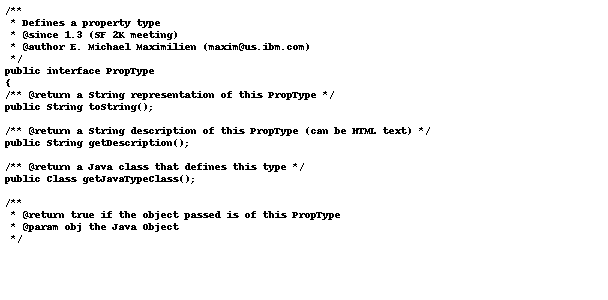 /**
 * Defines a property type
 * @since 1.3 (SF 2K meeting)
 * @author E. Michael Maximilien (maxim@us.ibm.com)
 */
public interface PropType
{
/** @return a String representation of this PropType */
public String toString();

/** @return a String description of this PropType (can be HTML text) */
public String getDescription();

/** @return a Java class that defines this type */
public Class getJavaTypeClass();

/**
 * @return true if the object passed is of this PropType
 * @param obj the Java Object
 */